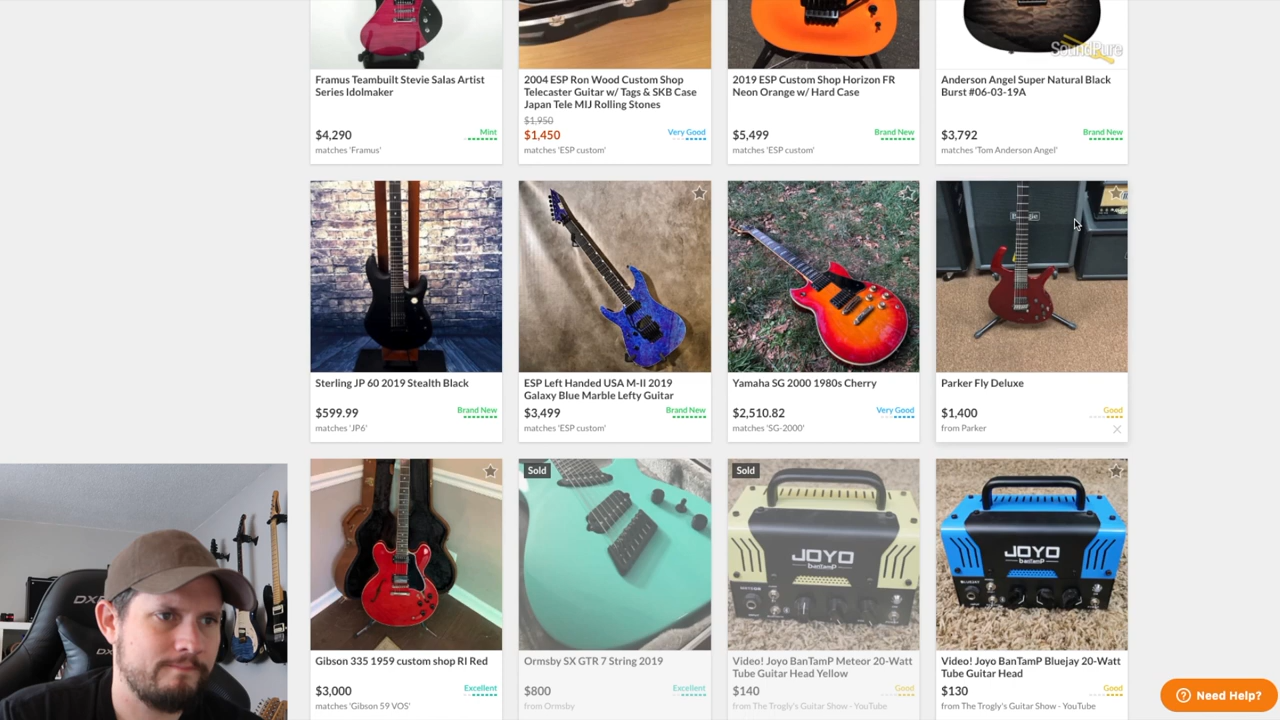 SoundPure
Framus Teambuilt Stevie Salas Artist
Series Idolmaker
$4,290
Mint
matches 'Framus'
2004 ESP Ron Wood Custom Shop
Telecaster Guitar w/ Tags & SKB Case
Japan Tele MIJ Rolling Stones
$1,950
$1,450
Very Good
matches 'ESP custom'
2019 ESP Custom Shop Horizon FR
Neon Orange w/ Hard Case
$5,499
Brand New
matches 'ESP custom'
Anderson Angel Super Natural Black
Burst #06-03-19A
$3,792
Brand New
matches 'Tom Anderson Angel'
Sterling JP 60 2019 Stealth Black
$599.99
Brand New
matches 'JP6'
ESP Left Handed USA M-II 2019
Galaxy Blue Marble Lefty Guitar
$3,499
Brand New
matches 'ESP custom'
Yamaha SG 2000 1980s Cherry
$2,510.82
Very Good
matches 'SG-2000'
Parker Fly Deluxe
$1,400
Good
from Parker
Gibson 335 1959 custom shop RI Red
$3,000
Excellent
matches 'Gibson 59 VOS'
Sold
Ormsby SX GTR 7 String 2019
$800
Excellent
from Ormsby
Sold
JOYO
banTamP
METEOR
Video! Joyo BanTamP Meteor 20-Watt
Tube Guitar Head Yellow
$140
Good
from The Trogly's Guitar Show - YouTube
JOYO
banTamP
BLUEJAY
Video! Joyo BanTamP Bluejay 20-Watt
Tube Guitar Head
$130
Good
from The Trogly's Guitar Show - YouTube
Need Help?